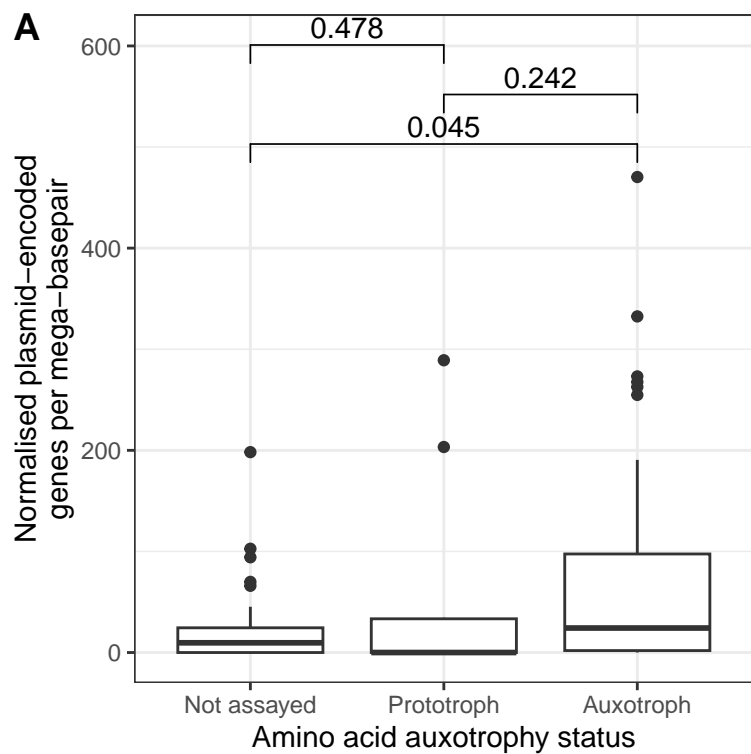 A
0.478
0.242
0.045
600
400
200
0
Normalised plasmid−encoded
genes per mega−basepair
Not assayed
Prototroph
Auxotroph
Amino acid auxotrophy status